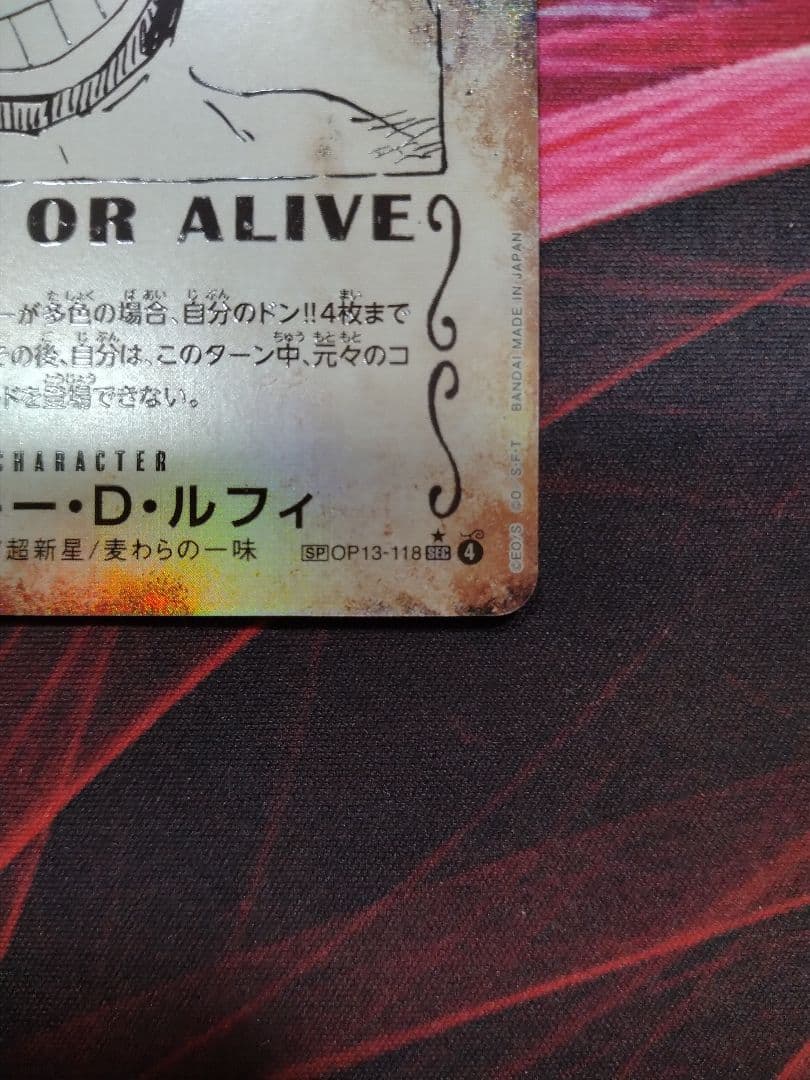 OR ALIVE
ーが多色の場合、自分のドン!!4枚まで
その後、自分は、このターン中、元々のコ
ドを登場できない。
CHARACTER
ー・D・ルフィ
/超新星/麦わらの一味
SP OP13-118 SEC 4
©EO/S ©O S·F·T BANDAI MADE IN JAPAN